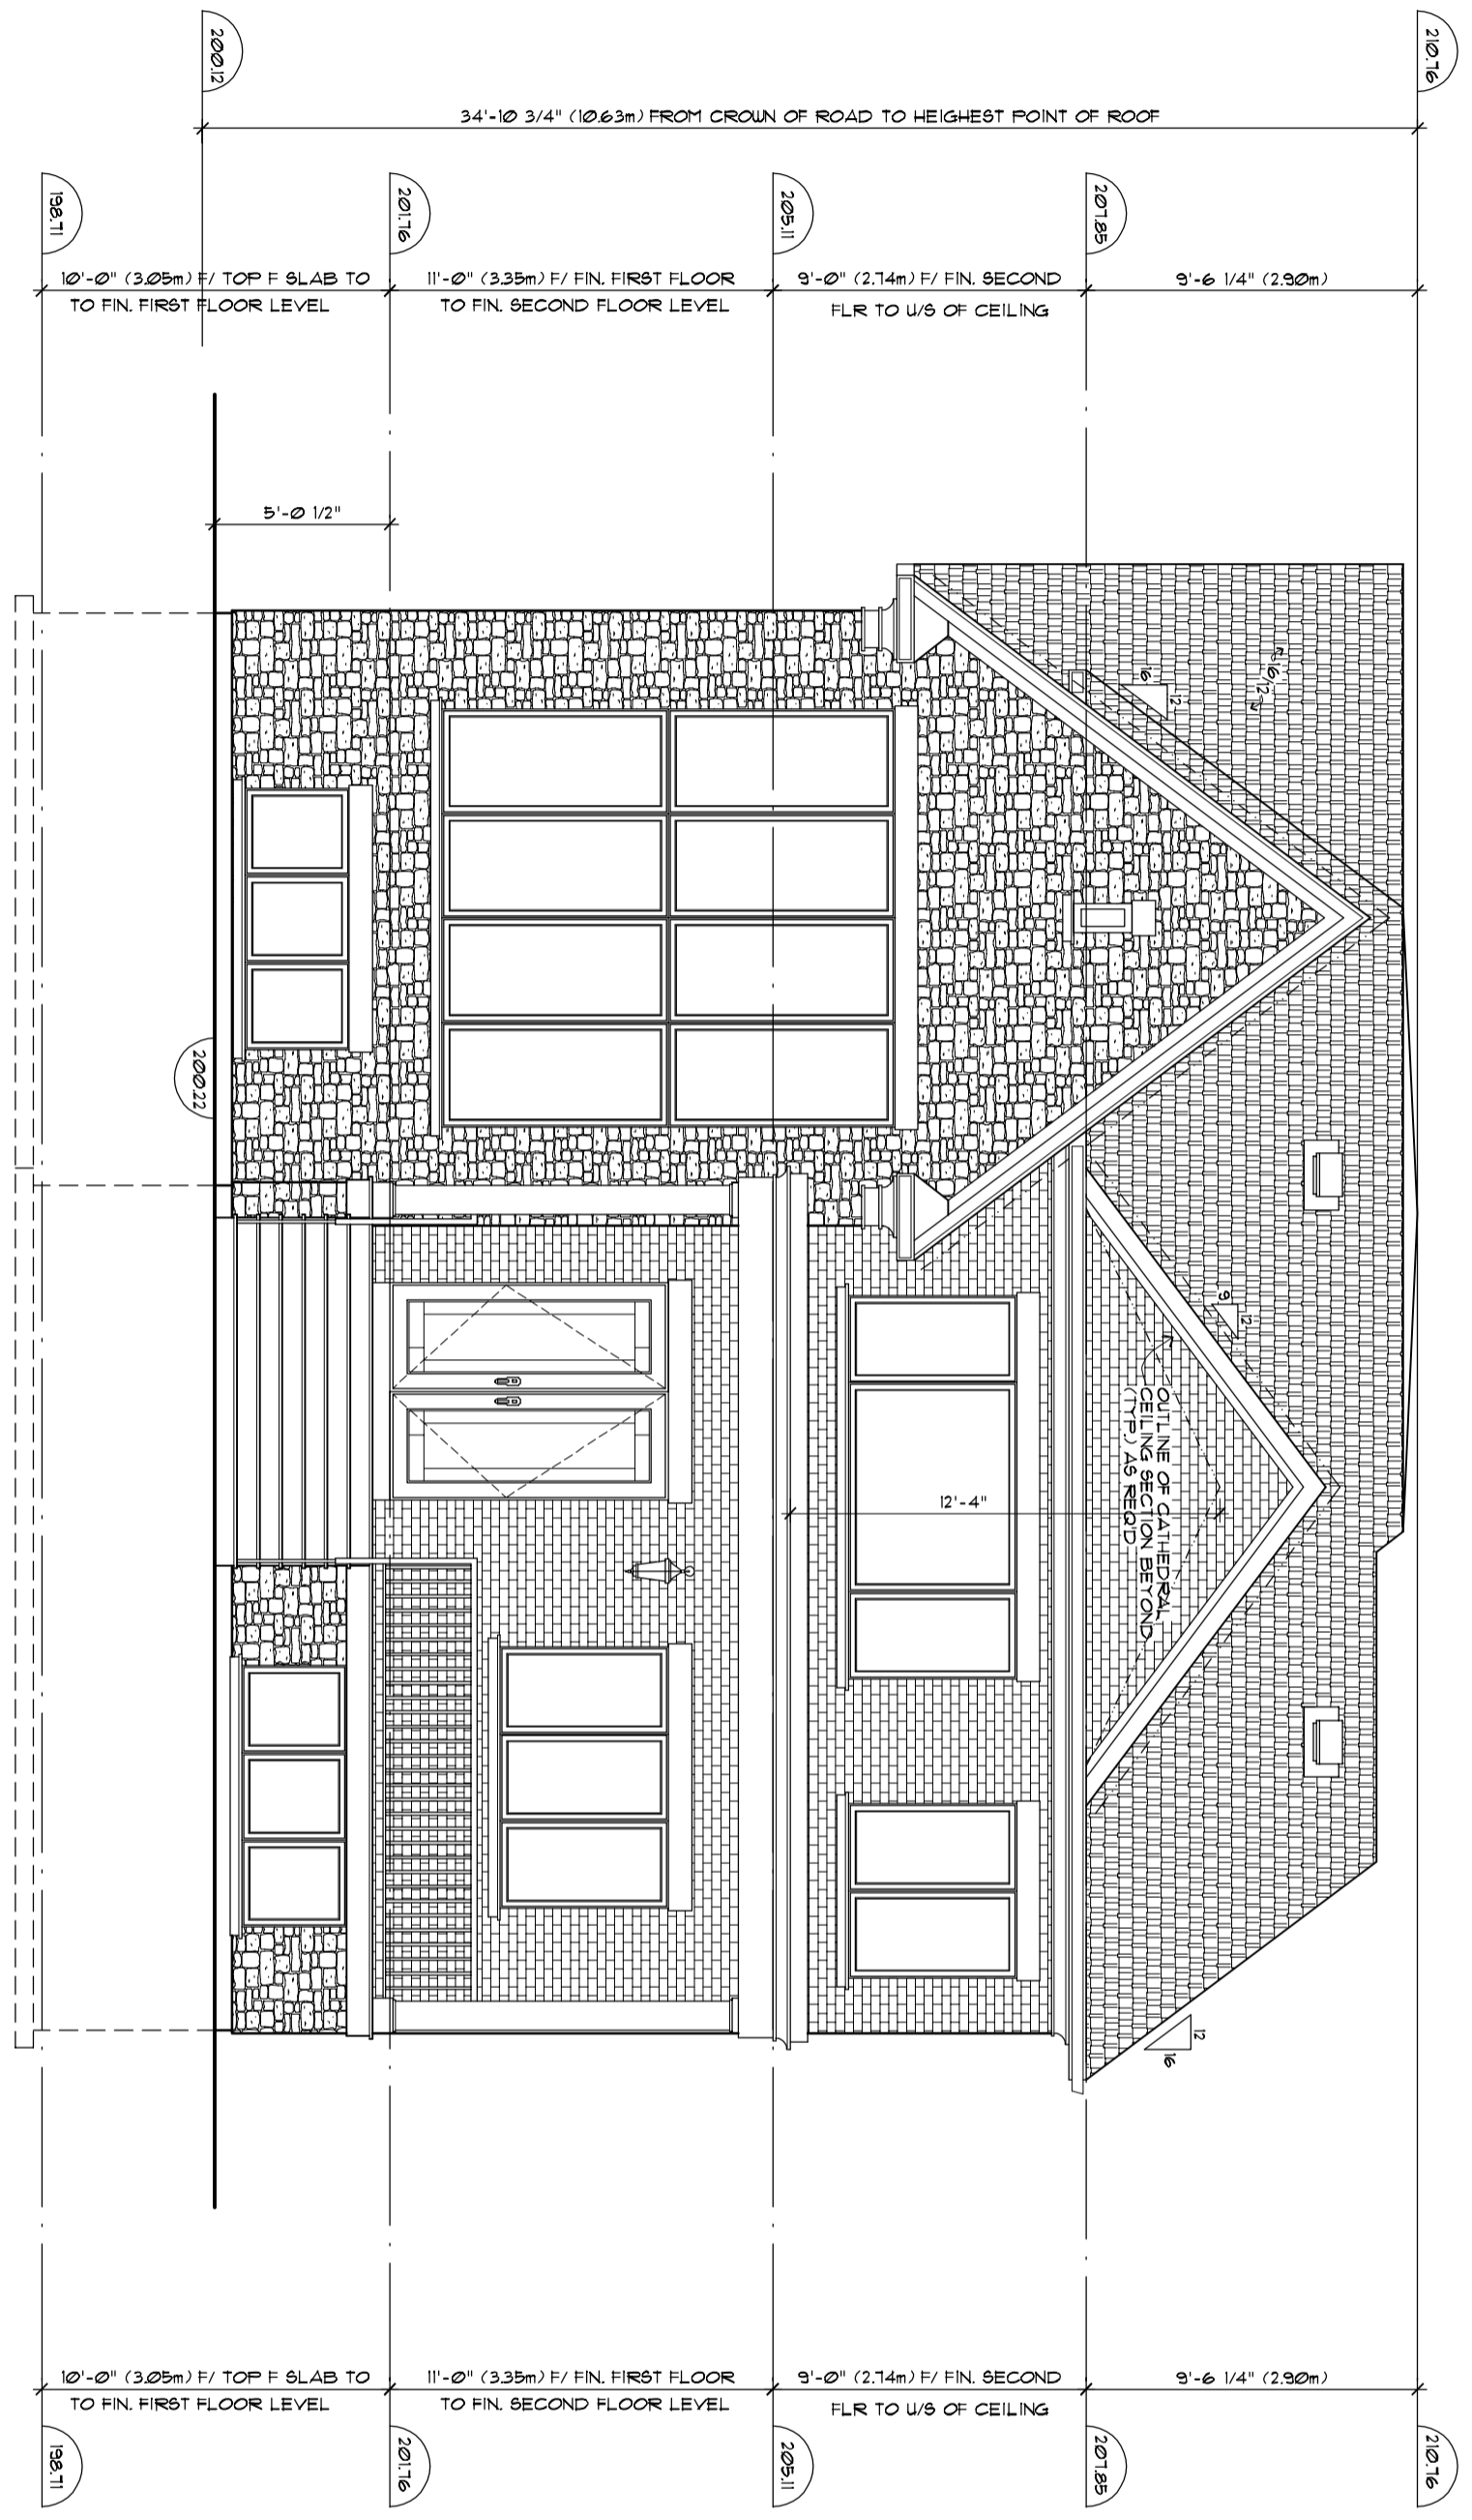 200.12
210.76
34'-10 3/4" (10.63m) FROM CROWN OF ROAD TO HEIGHEST POINT OF ROOF
198.71
201.76
205.11
207.85
10'-0" (3.05m) F/ TOP F SLAB TO
TO FIN. FIRST FLOOR LEVEL
11'-0" (3.35m) F/ FIN. FIRST FLOOR
TO FIN. SECOND FLOOR LEVEL
9'-0" (2.74m) F/ FIN. SECOND
FLR TO U/S OF CEILING
9'-6 1/4" (2.90m)
5'-0 1/2"
16/12
16
12
200.22
9
12
OUTLINE OF CATHEDRAL
CEILING SECTION BEYOND
(TYP.) AS REQ'D
12'-4"
12
16
10'-0" (3.05m) F/ TOP F SLAB TO
TO FIN. FIRST FLOOR LEVEL
11'-0" (3.35m) F/ FIN. FIRST FLOOR
TO FIN. SECOND FLOOR LEVEL
9'-0" (2.74m) F/ FIN. SECOND
FLR TO U/S OF CEILING
9'-6 1/4" (2.90m)
198.71
201.76
205.11
207.85
210.76